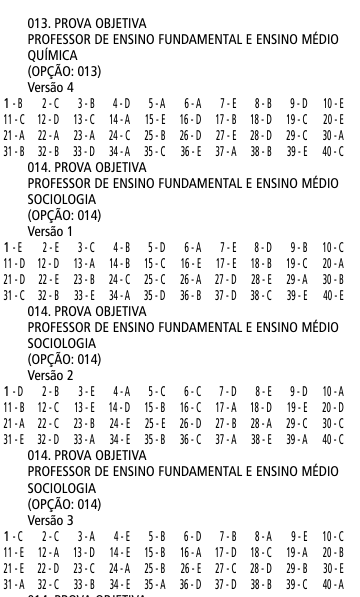 013. PROVA OBJETIVA
PROFESSOR DE ENSINO FUNDAMENTAL E ENSINO MÉDIO
QUÍMICA
(OPÇÃO: 013)
Versão 4
1 - B 2 - C 3 - B 4 - D 5 - A 6 - A 7 - E 8 - B 9 - D 10 - E
11 - C 12 - D 13 - C 14 - A 15 - E 16 - D 17 - B 18 - D 19 - C 20 - E
21 - A 22 - A 23 - A 24 - C 25 - B 26 - D 27 - E 28 - D 29 - C 30 - A
31 - B 32 - B 33 - D 34 - A 35 - C 36 - E 37 - A 38 - B 39 - E 40 - C
014. PROVA OBJETIVA
PROFESSOR DE ENSINO FUNDAMENTAL E ENSINO MÉDIO
SOCIOLOGIA
(OPÇÃO: 014)
Versão 1
1 - E 2 - E 3 - C 4 - B 5 - D 6 - A 7 - E 8 - D 9 - B 10 - C
11 - D 12 - D 13 - A 14 - B 15 - C 16 - E 17 - E 18 - B 19 - C 20 - A
21 - D 22 - E 23 - B 24 - C 25 - C 26 - A 27 - D 28 - E 29 - A 30 - B
31 - C 32 - B 33 - E 34 - A 35 - D 36 - B 37 - D 38 - C 39 - E 40 - E
014. PROVA OBJETIVA
PROFESSOR DE ENSINO FUNDAMENTAL E ENSINO MÉDIO
SOCIOLOGIA
(OPÇÃO: 014)
Versão 2
1 - D 2 - B 3 - E 4 - A 5 - C 6 - C 7 - D 8 - E 9 - D 10 - A
11 - B 12 - C 13 - E 14 - D 15 - B 16 - C 17 - A 18 - D 19 - E 20 - D
21 - A 22 - C 23 - B 24 - E 25 - E 26 - D 27 - B 28 - A 29 - C 30 - C
31 - E 32 - D 33 - A 34 - E 35 - B 36 - C 37 - A 38 - E 39 - A 40 - C
014. PROVA OBJETIVA
PROFESSOR DE ENSINO FUNDAMENTAL E ENSINO MÉDIO
SOCIOLOGIA
(OPÇÃO: 014)
Versão 3
1 - C 2 - C 3 - A 4 - E 5 - B 6 - D 7 - B 8 - A 9 - E 10 - C
11 - E 12 - A 13 - D 14 - E 15 - B 16 - A 17 - D 18 - C 19 - A 20 - B
21 - E 22 - D 23 - C 24 - A 25 - B 26 - E 27 - C 28 - D 29 - B 30 - E
31 - A 32 - C 33 - B 34 - E 35 - A 36 - D 37 - D 38 - B 39 - C 40 - A
014. PROVA OBJETIVA